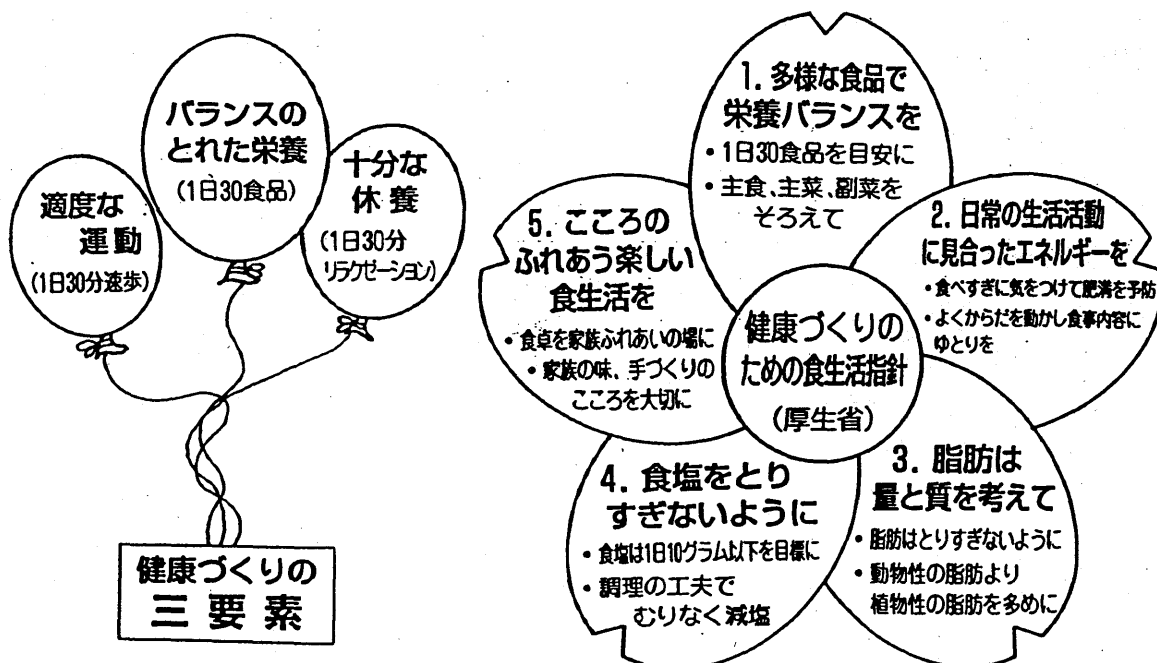 適度な
運動
(1日30分速歩)
バランスの
とれた栄養
(1日30食品)
十分な
休養
(1日30分
リラクゼーション)
健康づくりの
三要素
1. 多様な食品で
栄養バランスを
・1日30食品を目安に
・主食、主菜、副菜を
そろえて
2. 日常の生活活動
に見合ったエネルギーを
・食べすぎに気をつけて肥満を予防
・よくからだを動かし食事内容に
ゆとりを
3. 脂肪は
量と質を考えて
・脂肪はとりすぎないように
・動物性の脂肪より
植物性の脂肪を多めに
4. 食塩をとり
すぎないように
・食塩は1日10グラム以下を目標に
・調理の工夫で
むりなく減塩
5. こころの
ふれあう楽しい
食生活を
・食卓を家族ふれあいの場に
・家族の味、手づくりの
こころを大切に
健康づくりの
ための食生活指針
(厚生省)